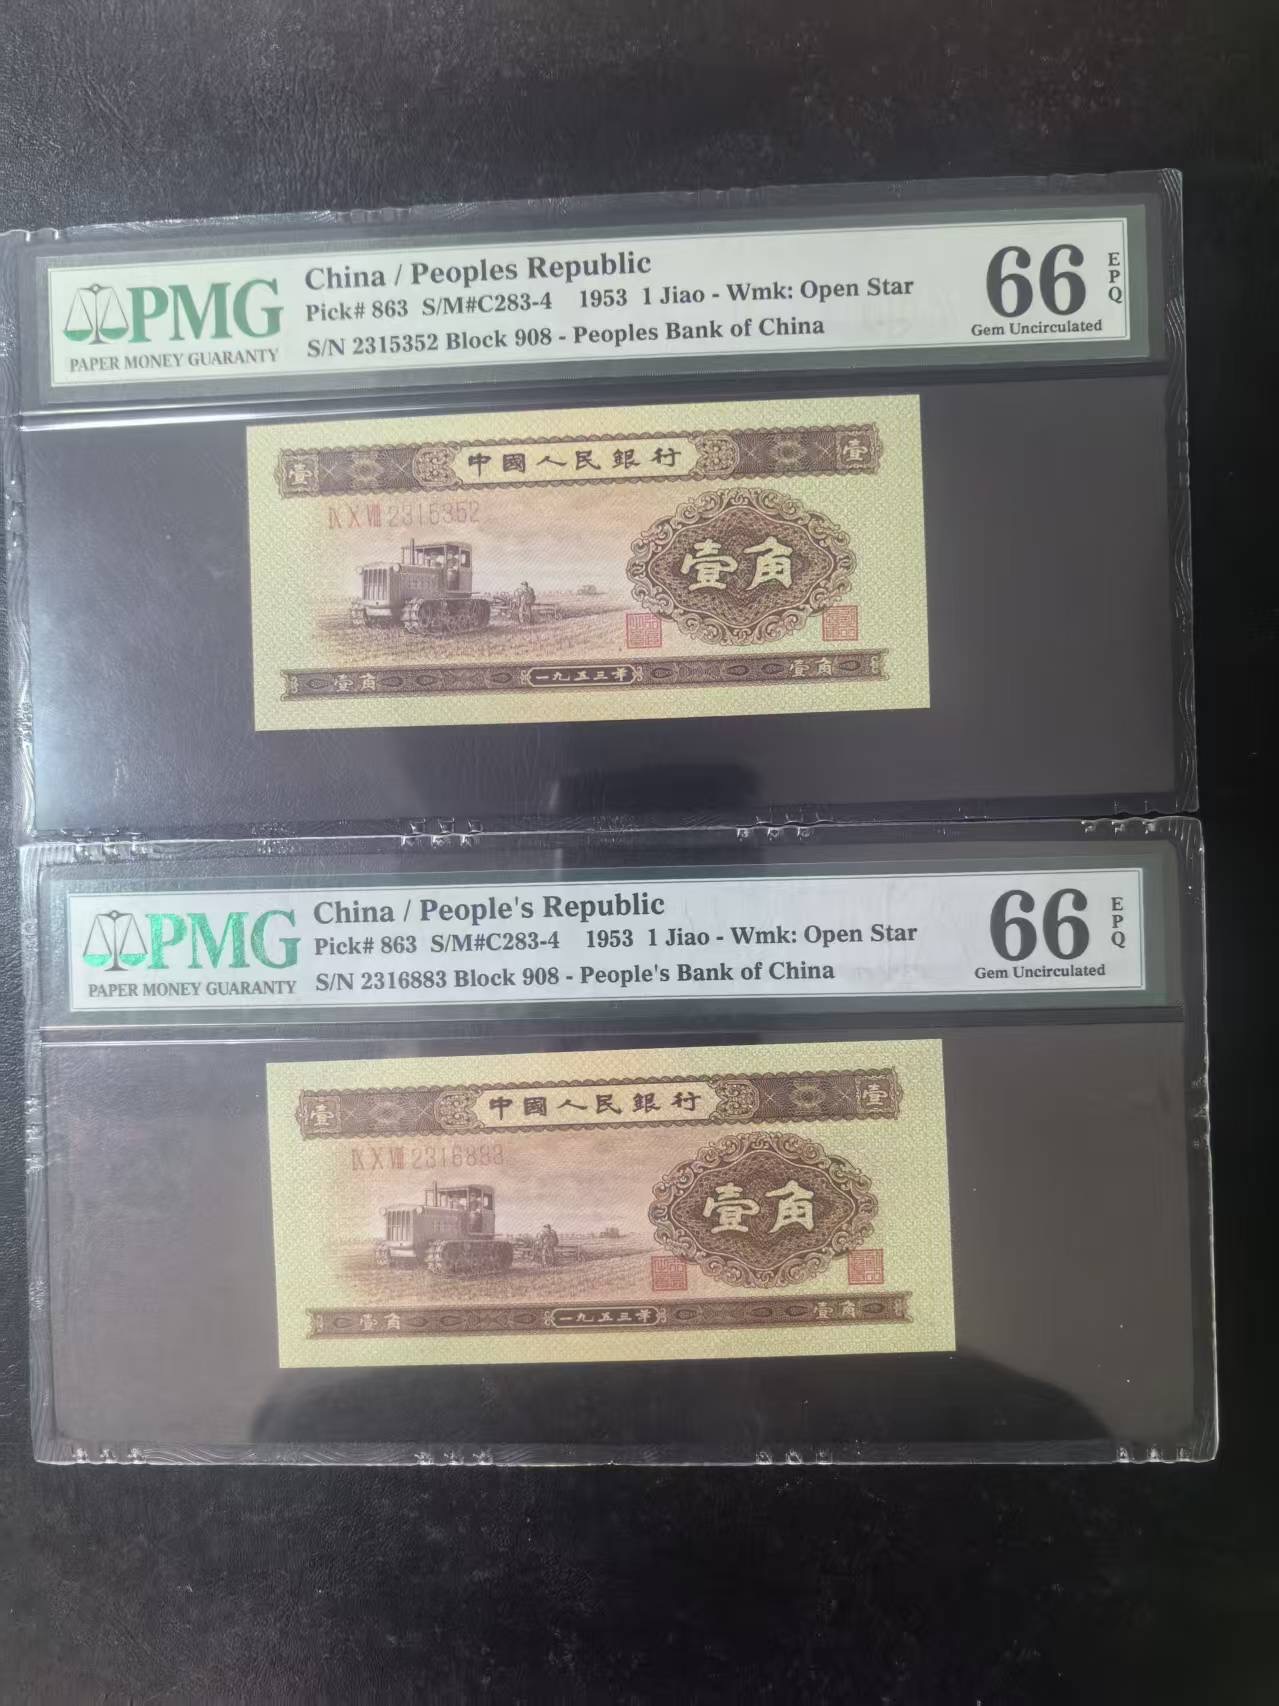 PMG
PAPER MONEY GUARANTY
China / Peoples Republic
Pick# 863 S/M#C283-4 1953 1 Jiao - Wmk: Open Star
S/N 2315352 Block 908 - Peoples Bank of China
66
EPQ
Gem Uncirculated
壹 中國人民銀行 壹
IX X VIII 2315352
壹角
壹角 一九五三年 壹角
PMG
PAPER MONEY GUARANTY
China / People's Republic
Pick# 863 S/M#C283-4 1953 1 Jiao - Wmk: Open Star
S/N 2316883 Block 908 - People's Bank of China
66
EPQ
Gem Uncirculated
壹 中國人民銀行 壹
IX X VIII 2316883
壹角
壹角 一九五三年 壹角